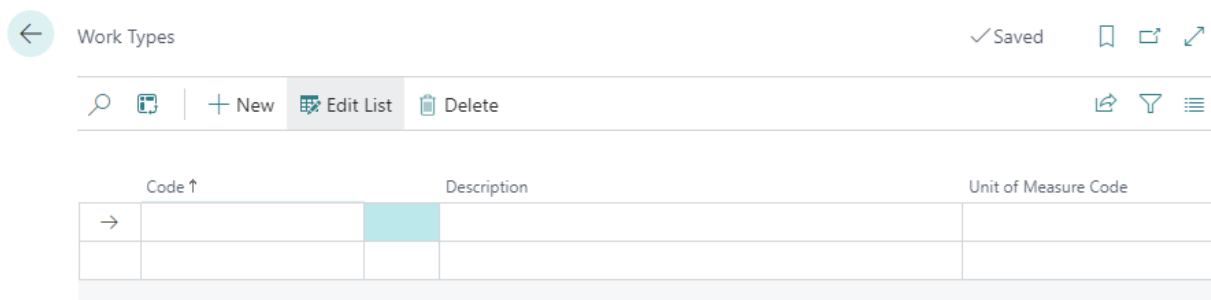 Work Types
Saved
New
Edit List
Delete
Code
Description
Unit of Measure Code